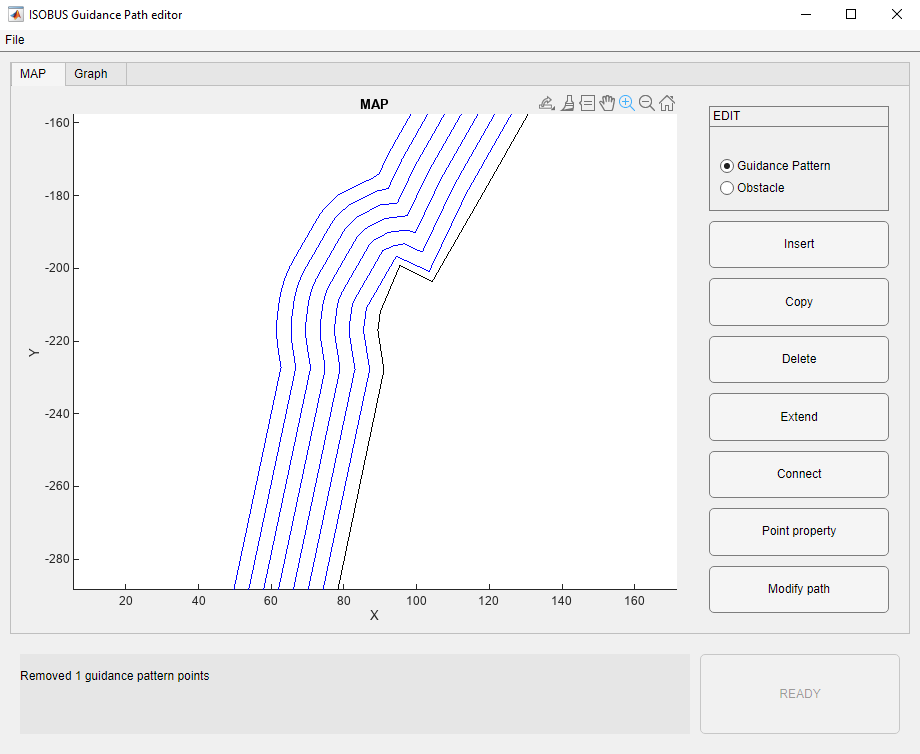 ISOBUS Guidance Path editor
File
MAP
Graph
MAP
EDIT
Guidance Pattern
Obstacle
Insert
Copy
Delete
Extend
Connect
Point property
Modify path
-160
-180
-200
-220
-240
-260
-280
Y
20
40
60
80
100
120
140
160
X
Removed 1 guidance pattern points
READY